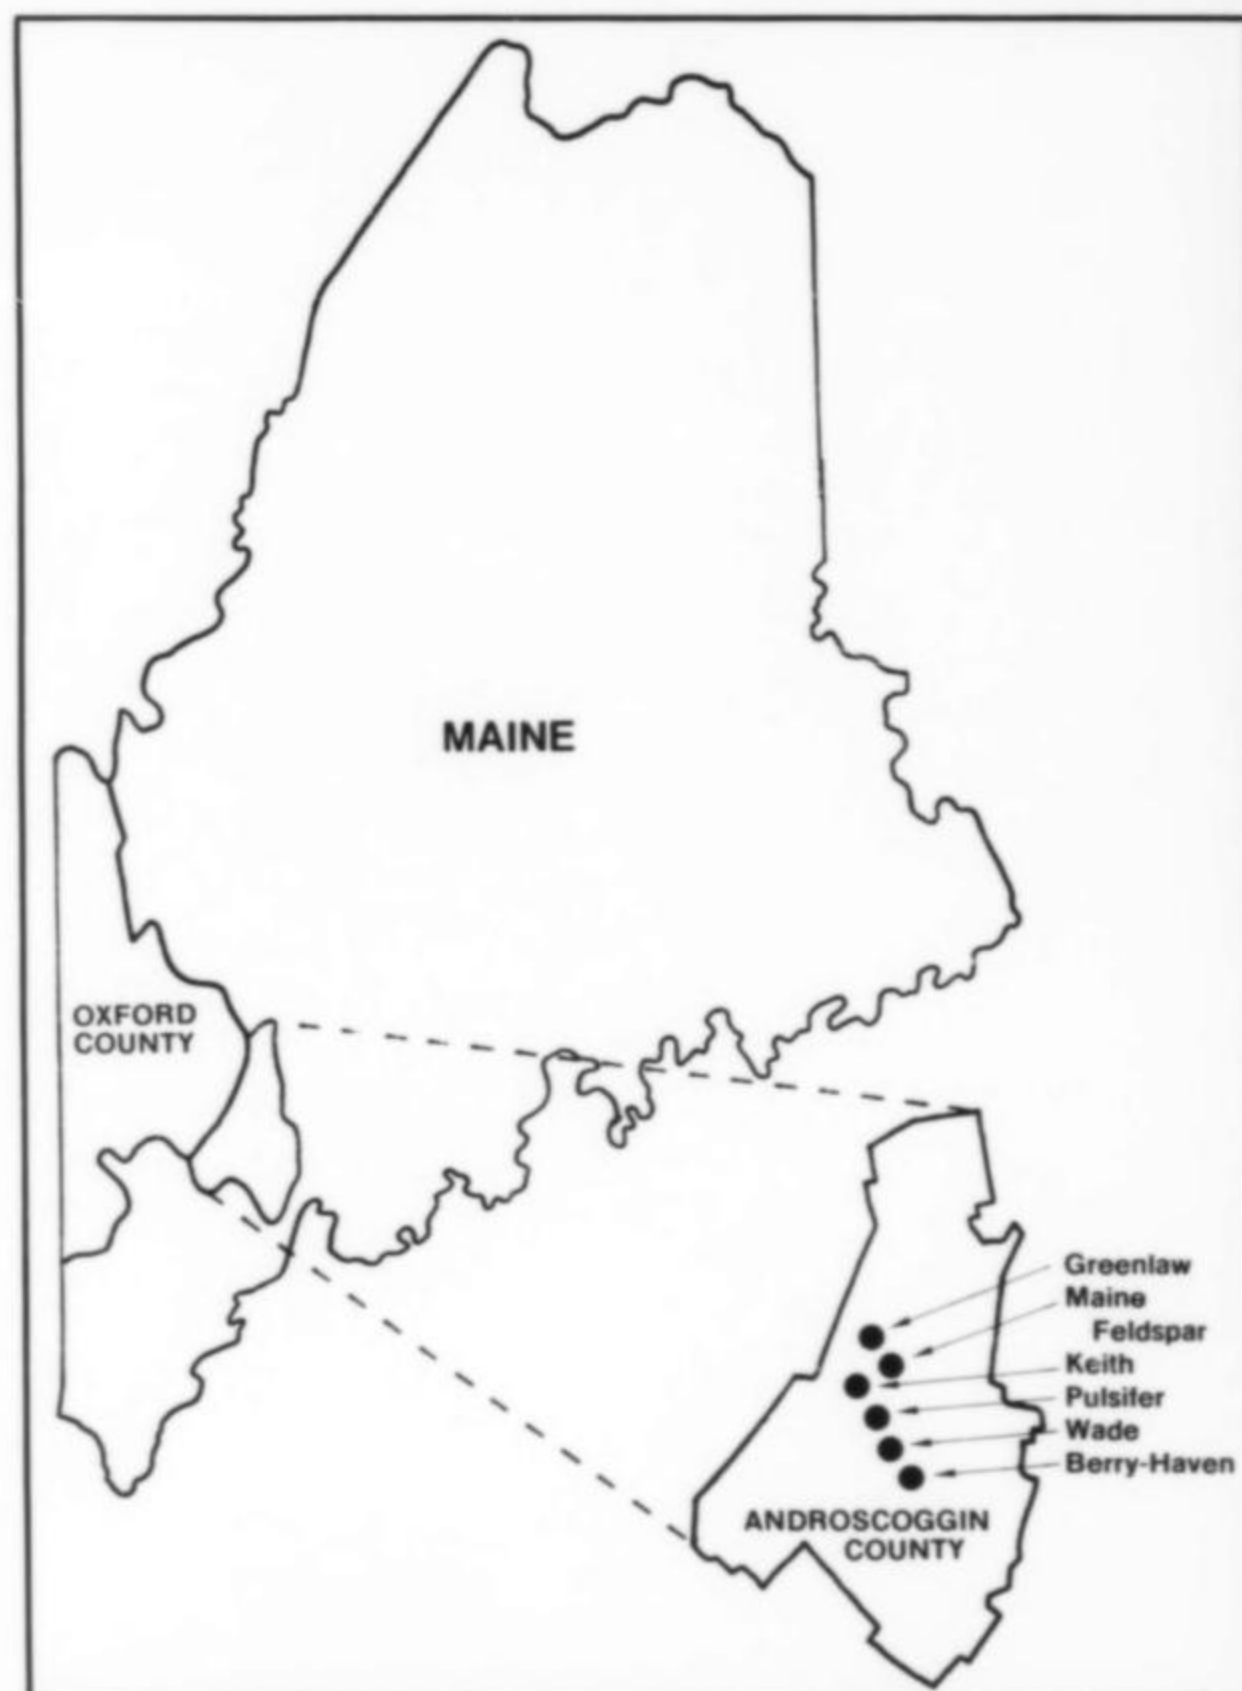 MAINE
OXFORD
COUNTY
Greenlaw
Maine
Feldspar
Keith
Pulsifer
Wade
Berry-Haven
ANDROSCOGGIN
COUNTY